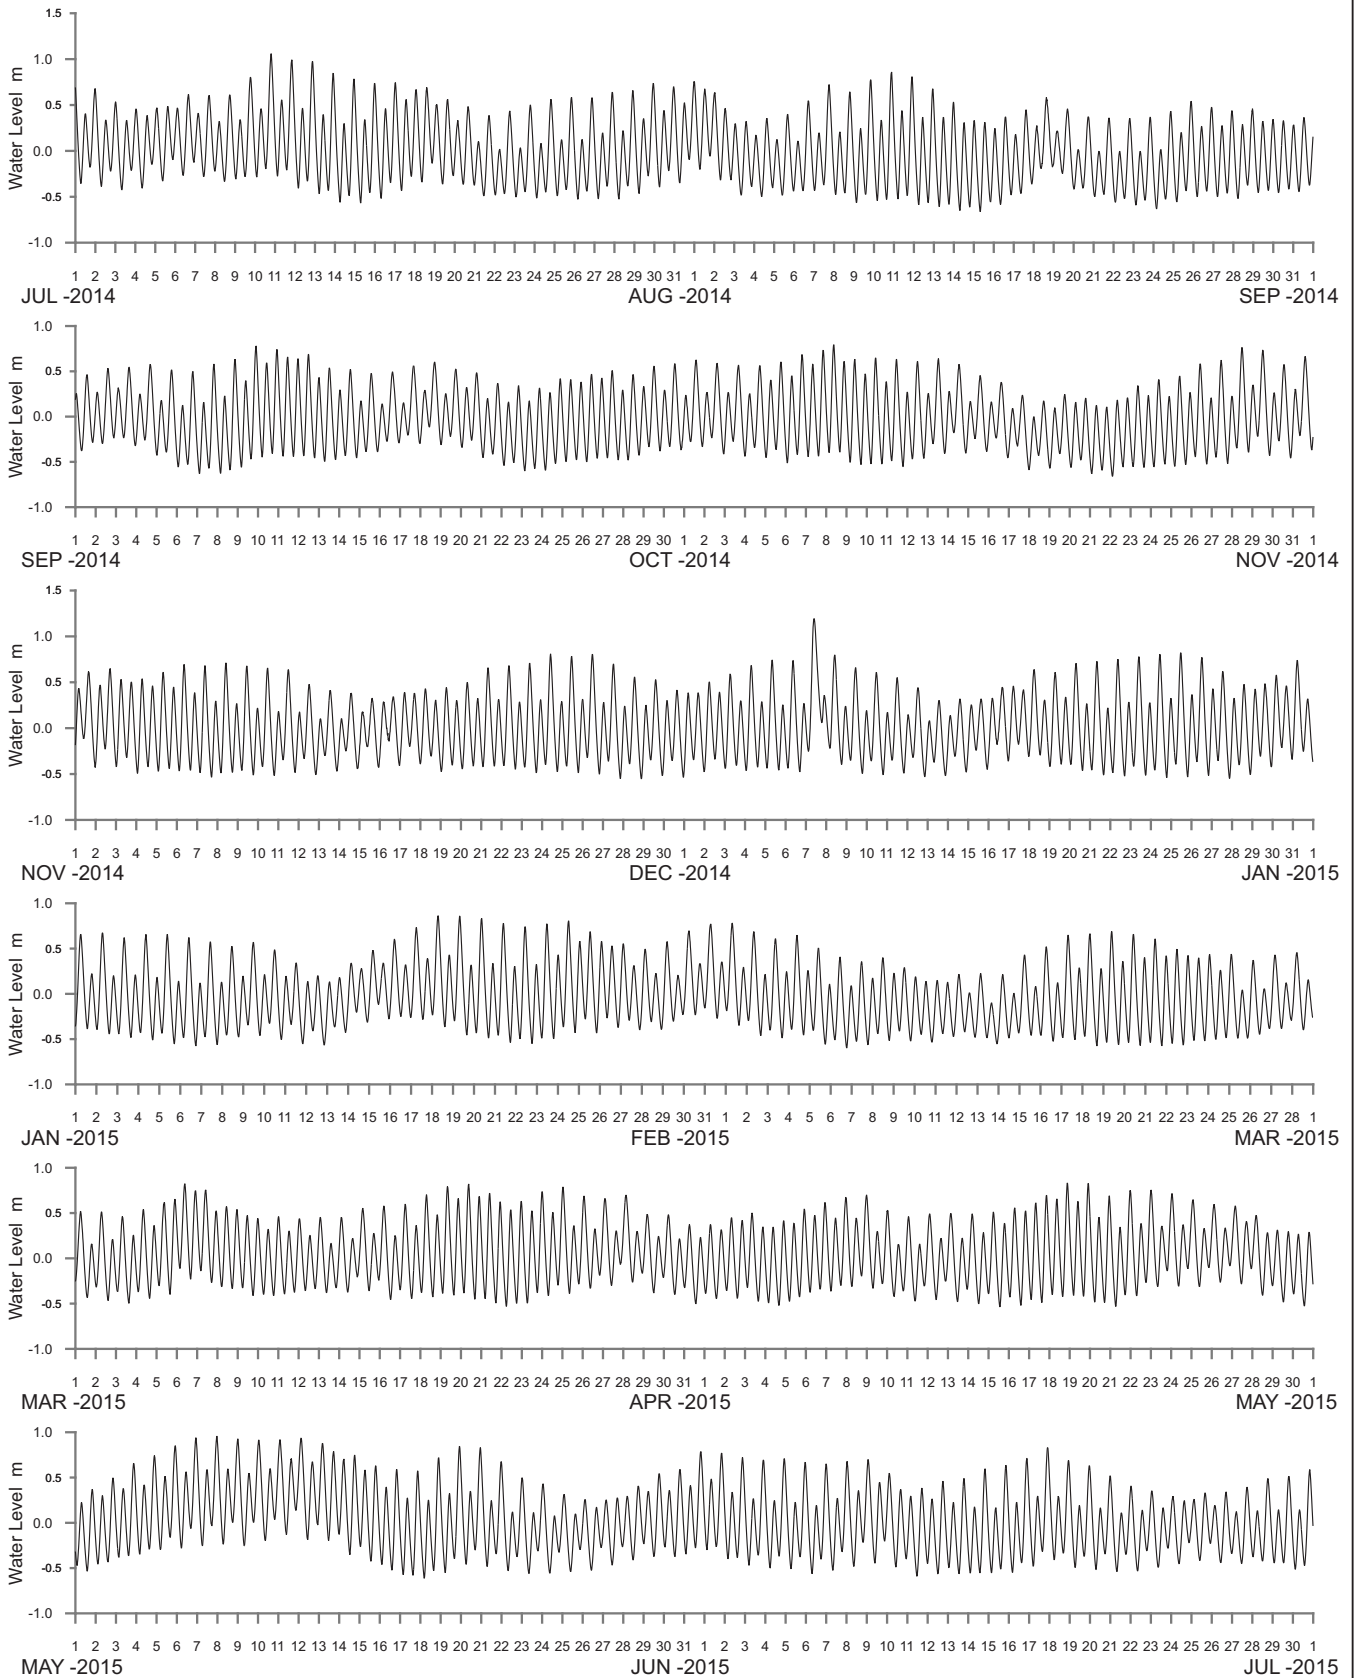 1.5
1.0
0.5
0.0
-0.5
-1.0
Water Level m
1 2 3 4 5 6 7 8 9 10 11 12 13 14 15 16 17 18 19 20 21 22 23 24 25 26 27 28 29 30 31 1 2 3 4 5 6 7 8 9 10 11 12 13 14 15 16 17 18 19 20 21 22 23 24 25 26 27 28 29 30 31 1
JUL -2014 AUG -2014 SEP -2014
1.0
0.5
0.0
-0.5
-1.0
Water Level m
1 2 3 4 5 6 7 8 9 10 11 12 13 14 15 16 17 18 19 20 21 22 23 24 25 26 27 28 29 30 1 2 3 4 5 6 7 8 9 10 11 12 13 14 15 16 17 18 19 20 21 22 23 24 25 26 27 28 29 30 31 1
SEP -2014 OCT -2014 NOV -2014
1.5
1.0
0.5
0.0
-0.5
-1.0
Water Level m
1 2 3 4 5 6 7 8 9 10 11 12 13 14 15 16 17 18 19 20 21 22 23 24 25 26 27 28 29 30 1 2 3 4 5 6 7 8 9 10 11 12 13 14 15 16 17 18 19 20 21 22 23 24 25 26 27 28 29 30 31 1
NOV -2014 DEC -2014 JAN -2015
1.0
0.5
0.0
-0.5
-1.0
Water Level m
1 2 3 4 5 6 7 8 9 10 11 12 13 14 15 16 17 18 19 20 21 22 23 24 25 26 27 28 29 30 31 1 2 3 4 5 6 7 8 9 10 11 12 13 14 15 16 17 18 19 20 21 22 23 24 25 26 27 28 1
JAN -2015 FEB -2015 MAR -2015
1.0
0.5
0.0
-0.5
-1.0
Water Level m
1 2 3 4 5 6 7 8 9 10 11 12 13 14 15 16 17 18 19 20 21 22 23 24 25 26 27 28 29 30 31 1 2 3 4 5 6 7 8 9 10 11 12 13 14 15 16 17 18 19 20 21 22 23 24 25 26 27 28 29 30 1
MAR -2015 APR -2015 MAY -2015
1.0
0.5
0.0
-0.5
-1.0
Water Level m
1 2 3 4 5 6 7 8 9 10 11 12 13 14 15 16 17 18 19 20 21 22 23 24 25 26 27 28 29 30 31 1 2 3 4 5 6 7 8 9 10 11 12 13 14 15 16 17 18 19 20 21 22 23 24 25 26 27 28 29 30 1
MAY -2015 JUN -2015 JUL -2015